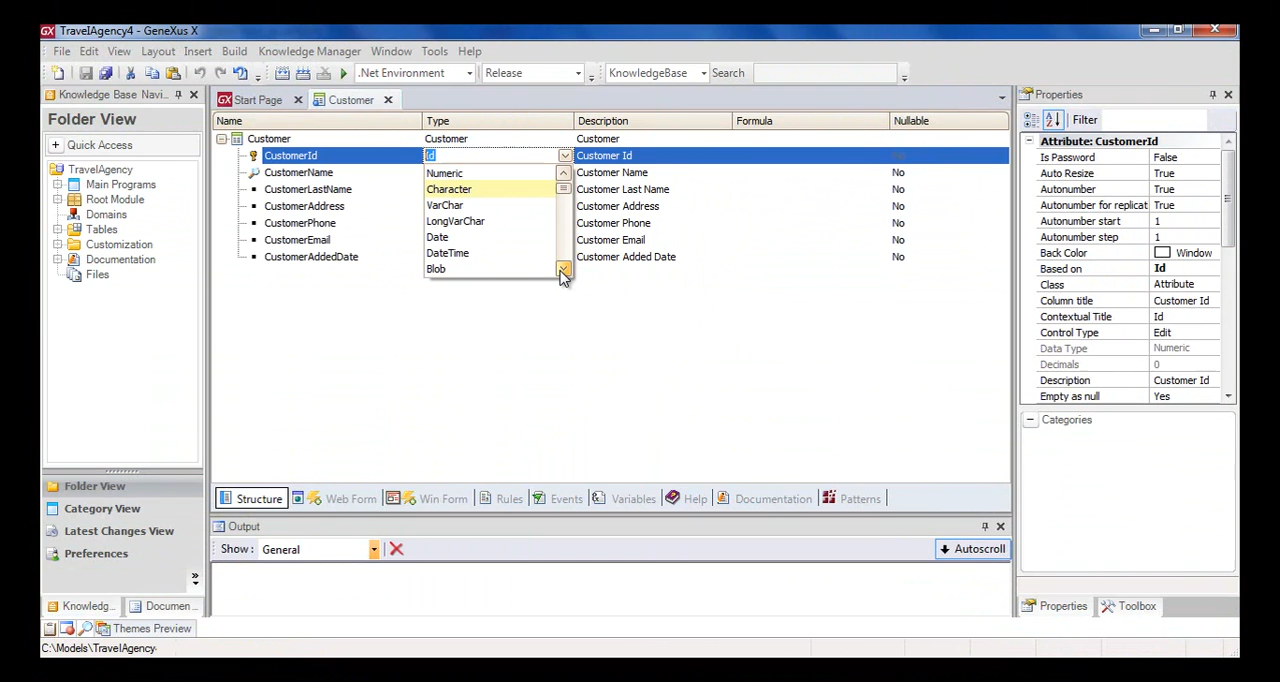 GX TravelAgency4 - GeneXus X
File Edit View Layout Insert Build Knowledge Manager Window Tools Help
.Net Environment Release KnowledgeBase Search
Knowledge Base Navi...
Folder View
Quick Access
TravelAgency
Main Programs
Root Module
Domains
Tables
Customization
Documentation
Files
Folder View
Category View
Latest Changes View
Preferences
Knowledg... Documen...
GX Start Page Customer
Name Type Description Formula Nullable
Customer Customer Customer
CustomerId Id Customer Id
CustomerName Customer Name No
CustomerLastName Customer Last Name No
CustomerAddress Customer Address No
CustomerPhone Customer Phone No
CustomerEmail Customer Email No
CustomerAddedDate Customer Added Date No
Numeric
Character
VarChar
LongVarChar
Date
DateTime
Blob
Structure Web Form Win Form Rules Events Variables Help Documentation Patterns
Output
Show: General Autoscroll
Properties
Filter
Attribute: CustomerId
Is Password False
Auto Resize True
Autonumber True
Autonumber for replicat True
Autonumber start 1
Autonumber step 1
Back Color Window
Based on Id
Class Attribute
Column title Customer Id
Contextual Title Id
Control Type Edit
Data Type Numeric
Decimals 0
Description Customer Id
Empty as null Yes
Categories
Properties Toolbox
Themes Preview
C:\Models\TravelAgency